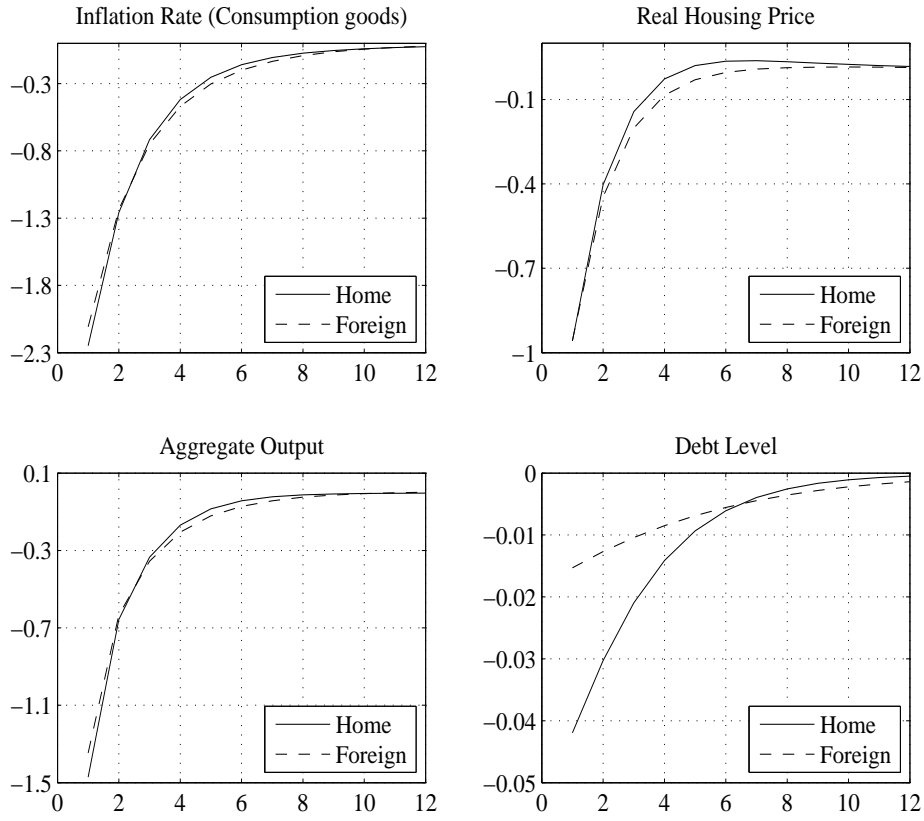 Inflation Rate (Consumption goods)
−0.3
−0.8
−1.3
−1.8
−2.3
0 2 4 6 8 10 12
Home
Foreign
Real Housing Price
−0.1
−0.4
−0.7
−1
0 2 4 6 8 10 12
Home
Foreign
Aggregate Output
0.1
−0.3
−0.7
−1.1
−1.5
0 2 4 6 8 10 12
Home
Foreign
Debt Level
0
−0.01
−0.02
−0.03
−0.04
−0.05
0 2 4 6 8 10 12
Home
Foreign